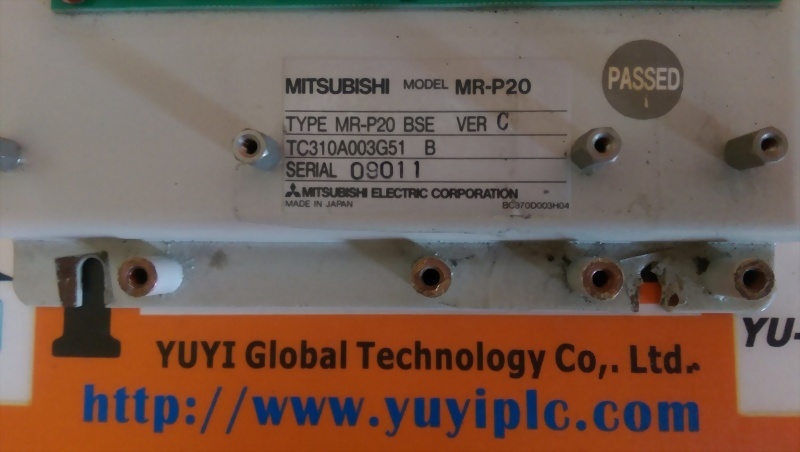 MITSUBISHI MODEL MR-P20
PASSED
TYPE MR-P20 BSE VER C
TC310A003G51 B
SERIAL 09011
MITSUBISHI ELECTRIC CORPORATION
MADE IN JAPAN BC370D003H04
YU-
YUYI Global Technology Co,. Ltd.
http://www.yuyiplc.com